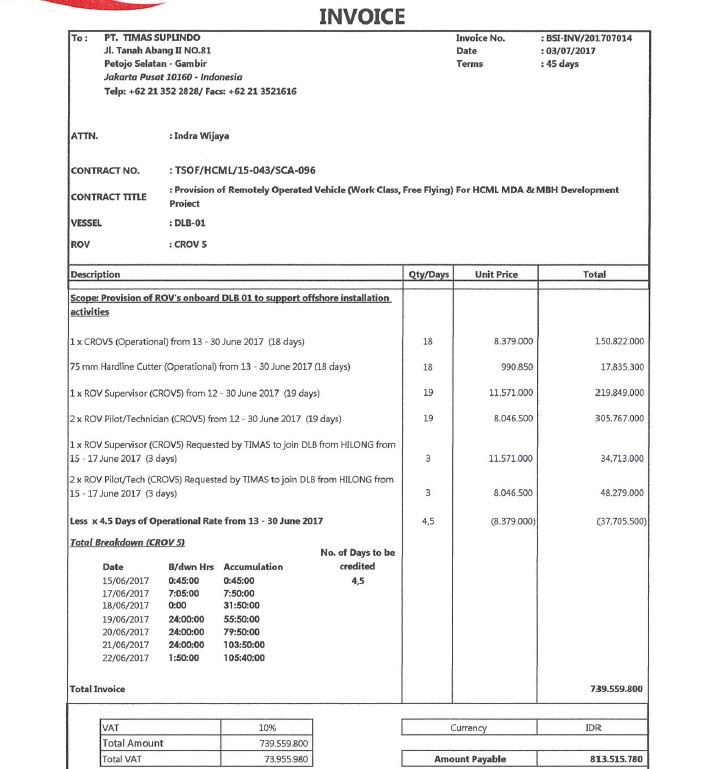 INVOICE
To : PT. TIMAS SUPLINDO Invoice No. : BSI-INV/201707014
Jl. Tanah Abang II NO.81 Date : 03/07/2017
Petojo Selatan - Gambir Terms : 45 days
Jakarta Pusat 10160 - Indonesia
Telp: +62 21 352 2828/ Facs: +62 21 3521616
ATTN. : Indra Wijaya
CONTRACT NO. : TSOF/HCML/15-043/SCA-096
CONTRACT TITLE : Provision of Remotely Operated Vehicle (Work Class, Free Flying) For HCML MDA & MBH Development
Project
VESSEL : DLB-01
ROV : CROV 5
Description Qty/Days Unit Price Total
Scope: Provision of ROV's onboard DLB 01 to support offshore installation
activities
1 x CROV5 (Operational) from 13 - 30 June 2017 (18 days) 18 8.379.000 150.822.000
75 mm Hardline Cutter (Operational) from 13 - 30 June 2017 (18 days) 18 990.850 17.835.300
1 x ROV Supervisor (CROV5) from 12 - 30 June 2017 (19 days) 19 11.571.000 219.849.000
2 x ROV Pilot/Technician (CROV5) from 12 - 30 June 2017 (19 days) 19 8.046.500 305.767.000
1 x ROV Supervisor (CROV5) Requested by TIMAS to join DLB from HILONG from
15 - 17 June 2017 (3 days) 3 11.571.000 34.713.000
2 x ROV Pilot/Tech (CROV5) Requested by TIMAS to join DLB from HILONG from
15 - 17 June 2017 (3 days) 3 8.046.500 48.279.000
Less x 4.5 Days of Operational Rate from 13 - 30 June 2017 4,5 (8.379.000) (37.705.500)
Total Breakdown (CROV 5)
No. of Days to be
Date B/dwn Hrs Accumulation credited
15/06/2017 0:45:00 0:45:00 4,5
17/06/2017 7:05:00 7:50:00
18/06/2017 0:00 31:50:00
19/06/2017 24:00:00 55:50:00
20/06/2017 24:00:00 79:50:00
21/06/2017 24:00:00 103:50:00
22/06/2017 1:50:00 105:40:00
Total Invoice 739.559.800
VAT 10% Currency IDR
Total Amount 739.559.800
Total VAT 73.955.980 Amount Payable 813.515.780